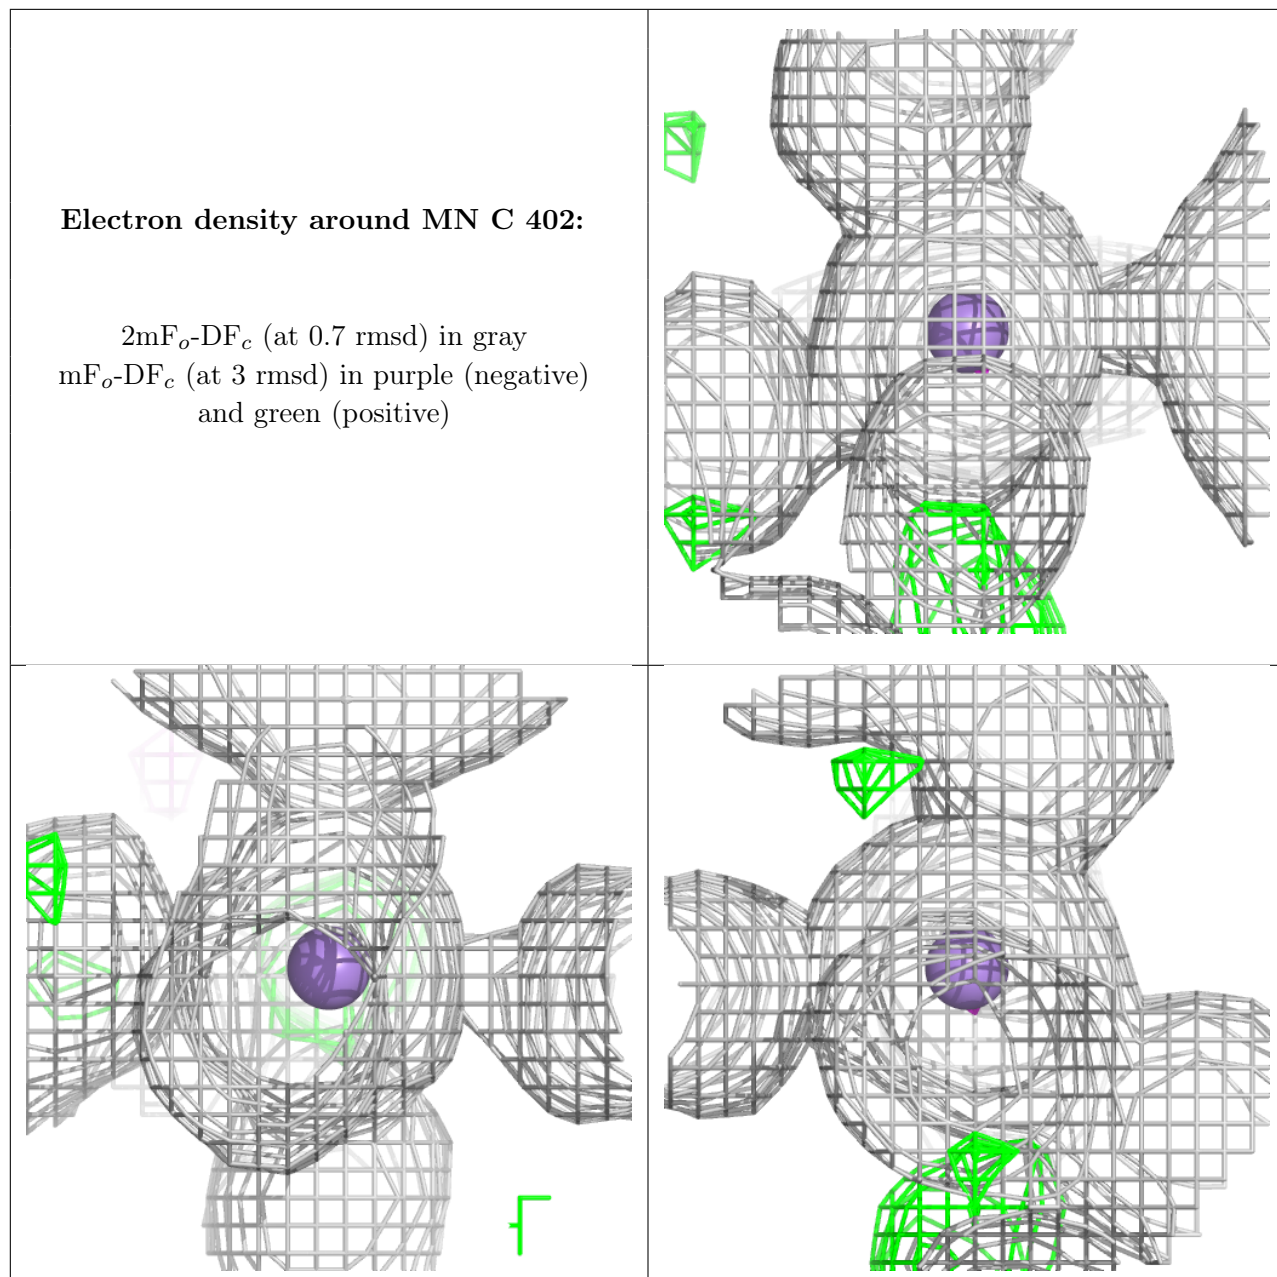 Electron density around MN C 402:
2mFₒ-DF𝒸 (at 0.7 rmsd) in gray
mFₒ-DF𝒸 (at 3 rmsd) in purple (negative)
and green (positive)